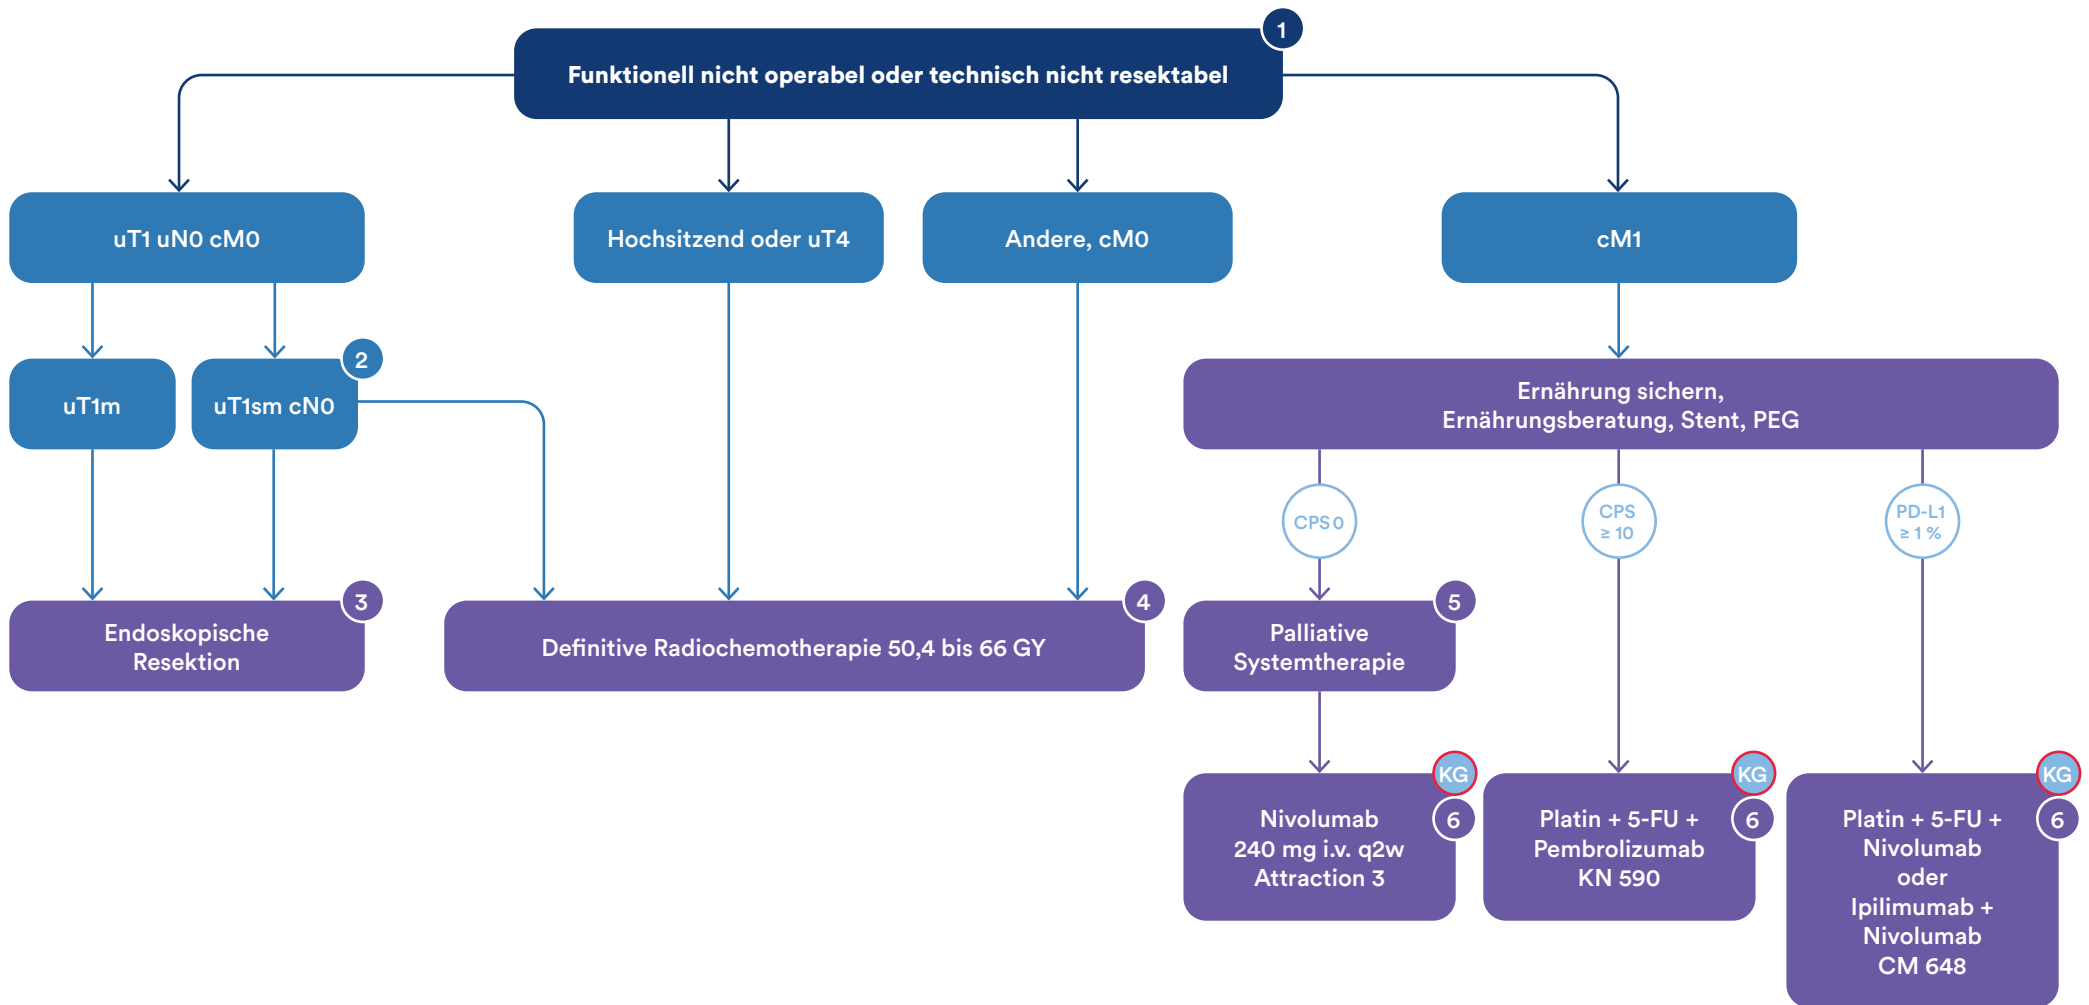 1
Funktionell nicht operabel oder technisch nicht resektabel
uT1 uN0 cM0
Hochsitzend oder uT4
Andere, cM0
cM1
uT1m
uT1sm cN0
2
Ernährung sichern,
Ernährungsberatung, Stent, PEG
CPS 0
CPS
≥ 10
PD-L1
≥ 1 %
Endoskopische
Resektion
3
Definitive Radiochemotherapie 50,4 bis 66 GY
4
Palliative
Systemtherapie
5
Nivolumab
240 mg i.v. q2w
Attraction 3
KG
6
Platin + 5-FU +
Pembrolizumab
KN 590
KG
6
Platin + 5-FU +
Nivolumab
oder
Ipilimumab +
Nivolumab
CM 648
KG
6